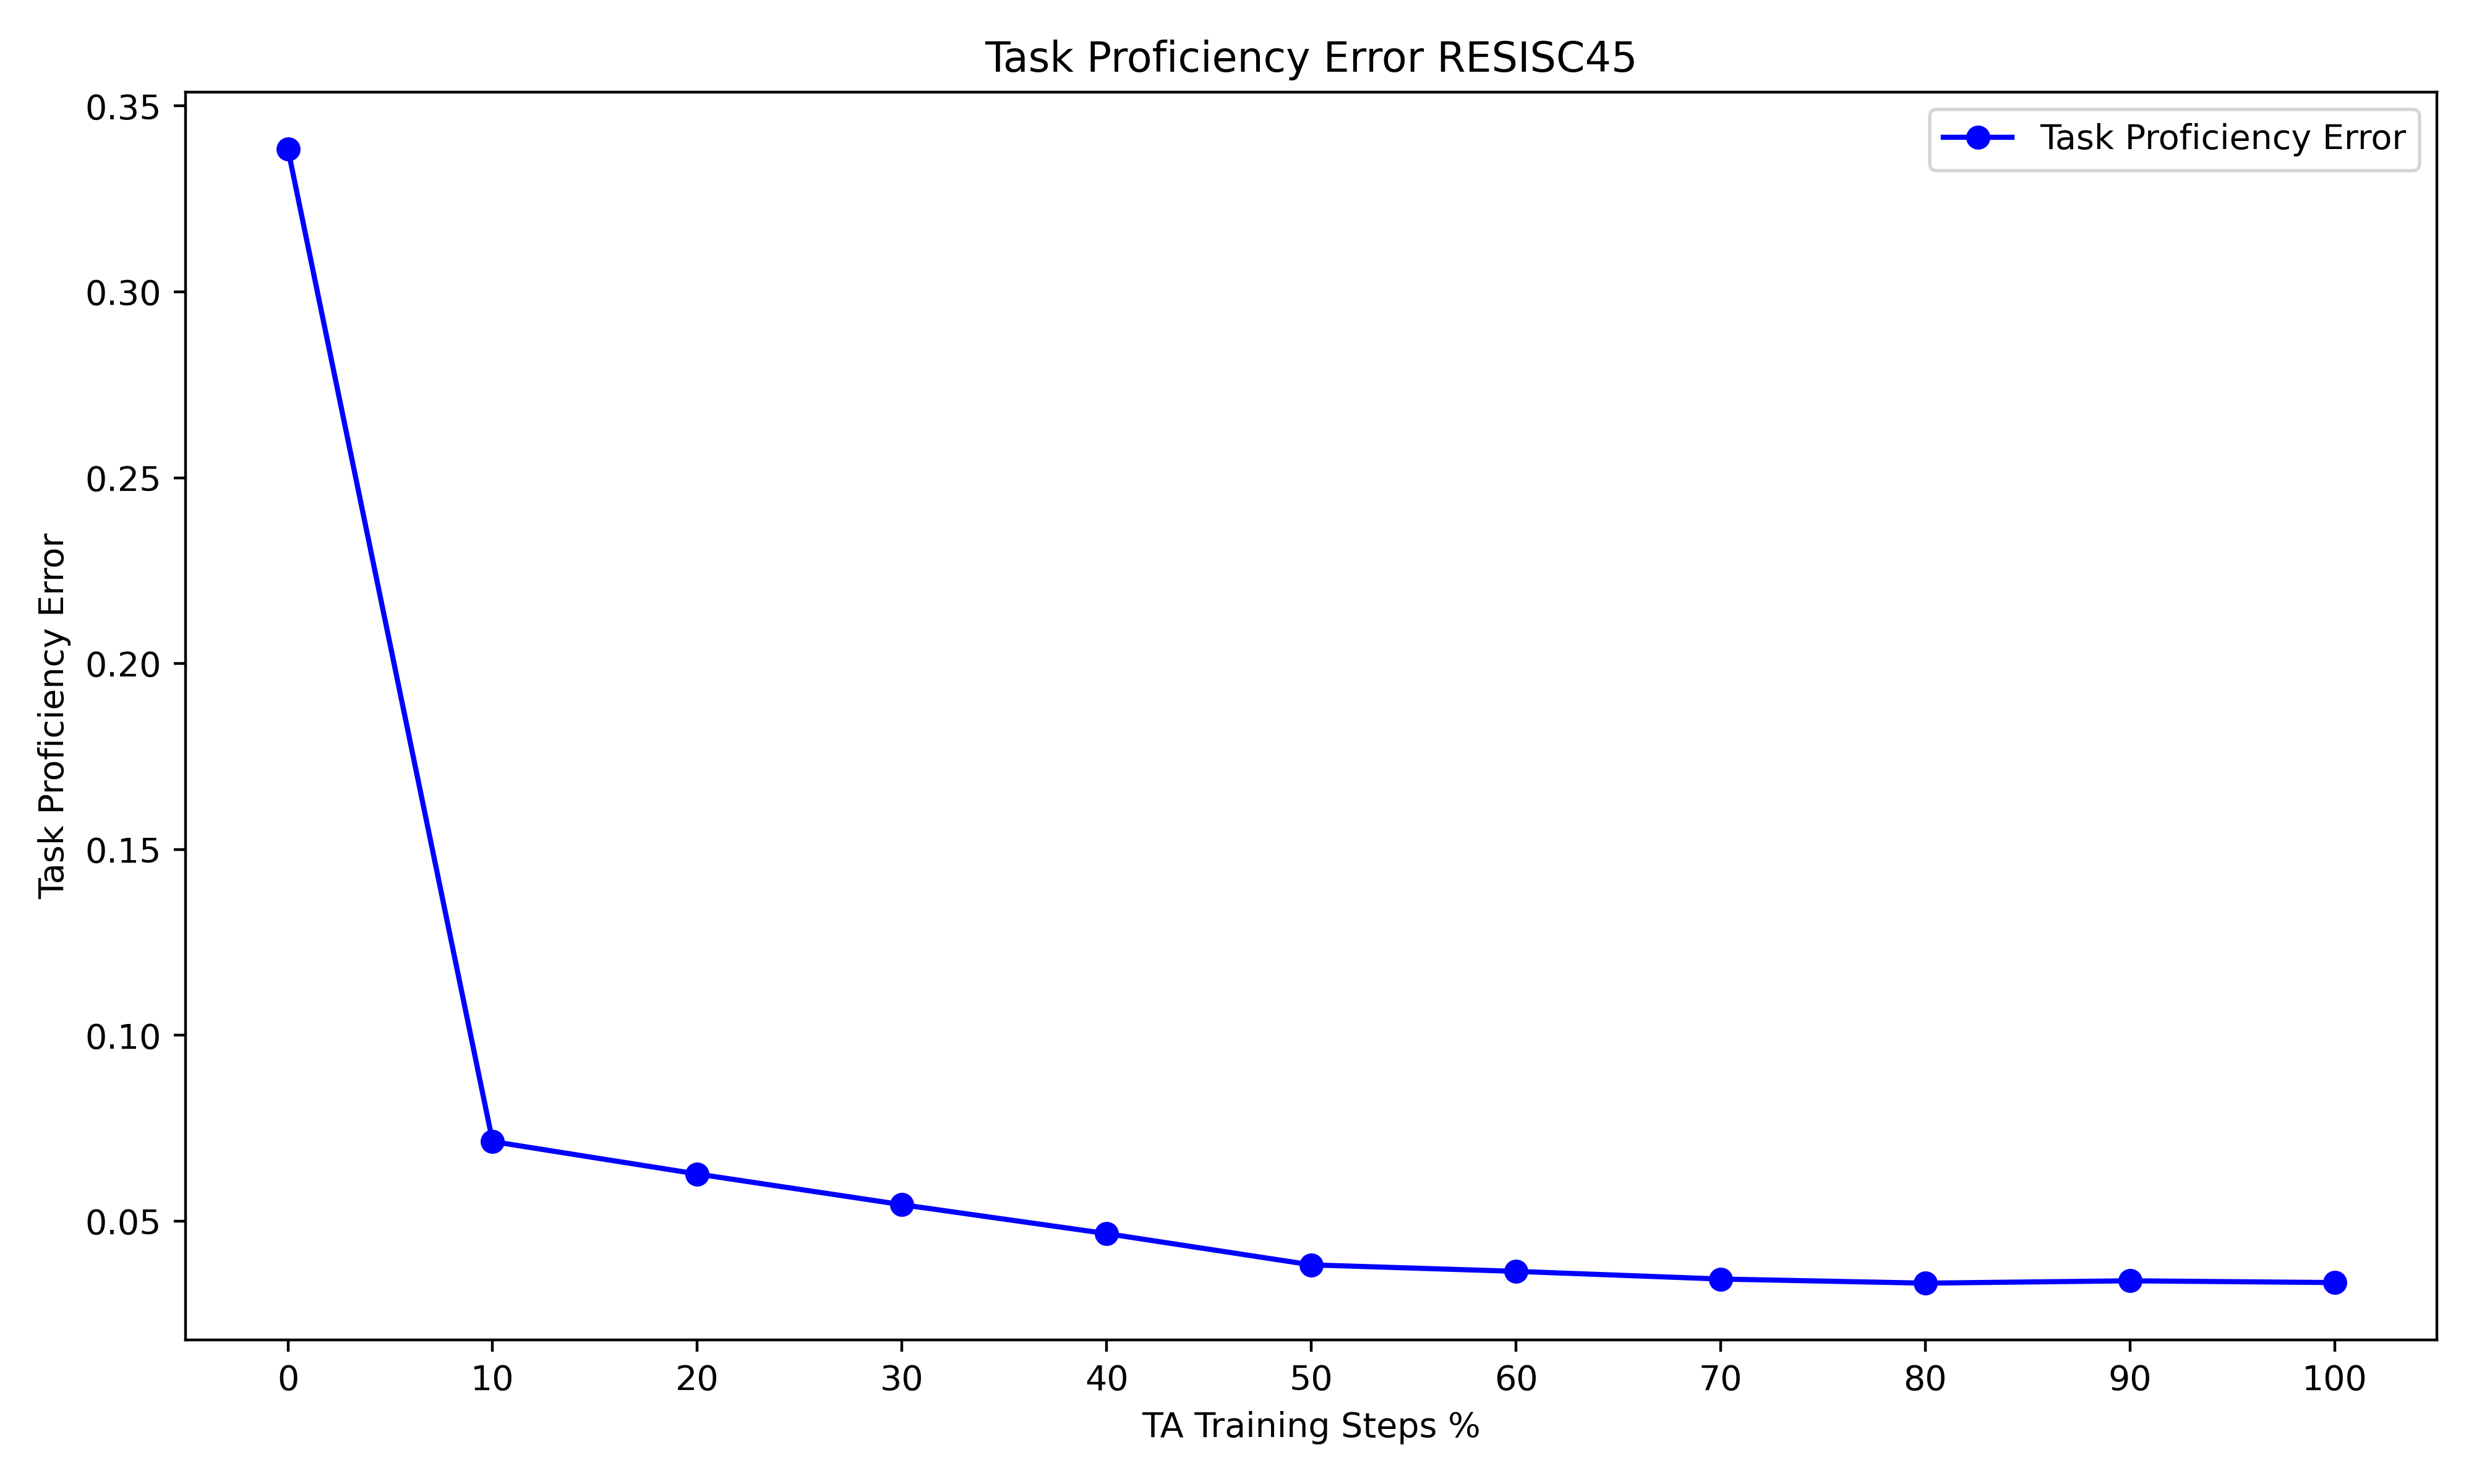 Task Proficiency Error RESISC45
Task Proficiency Error
Task Proficiency Error
0.35
0.30
0.25
0.20
0.15
0.10
0.05
0 10 20 30 40 50 60 70 80 90 100
TA Training Steps %